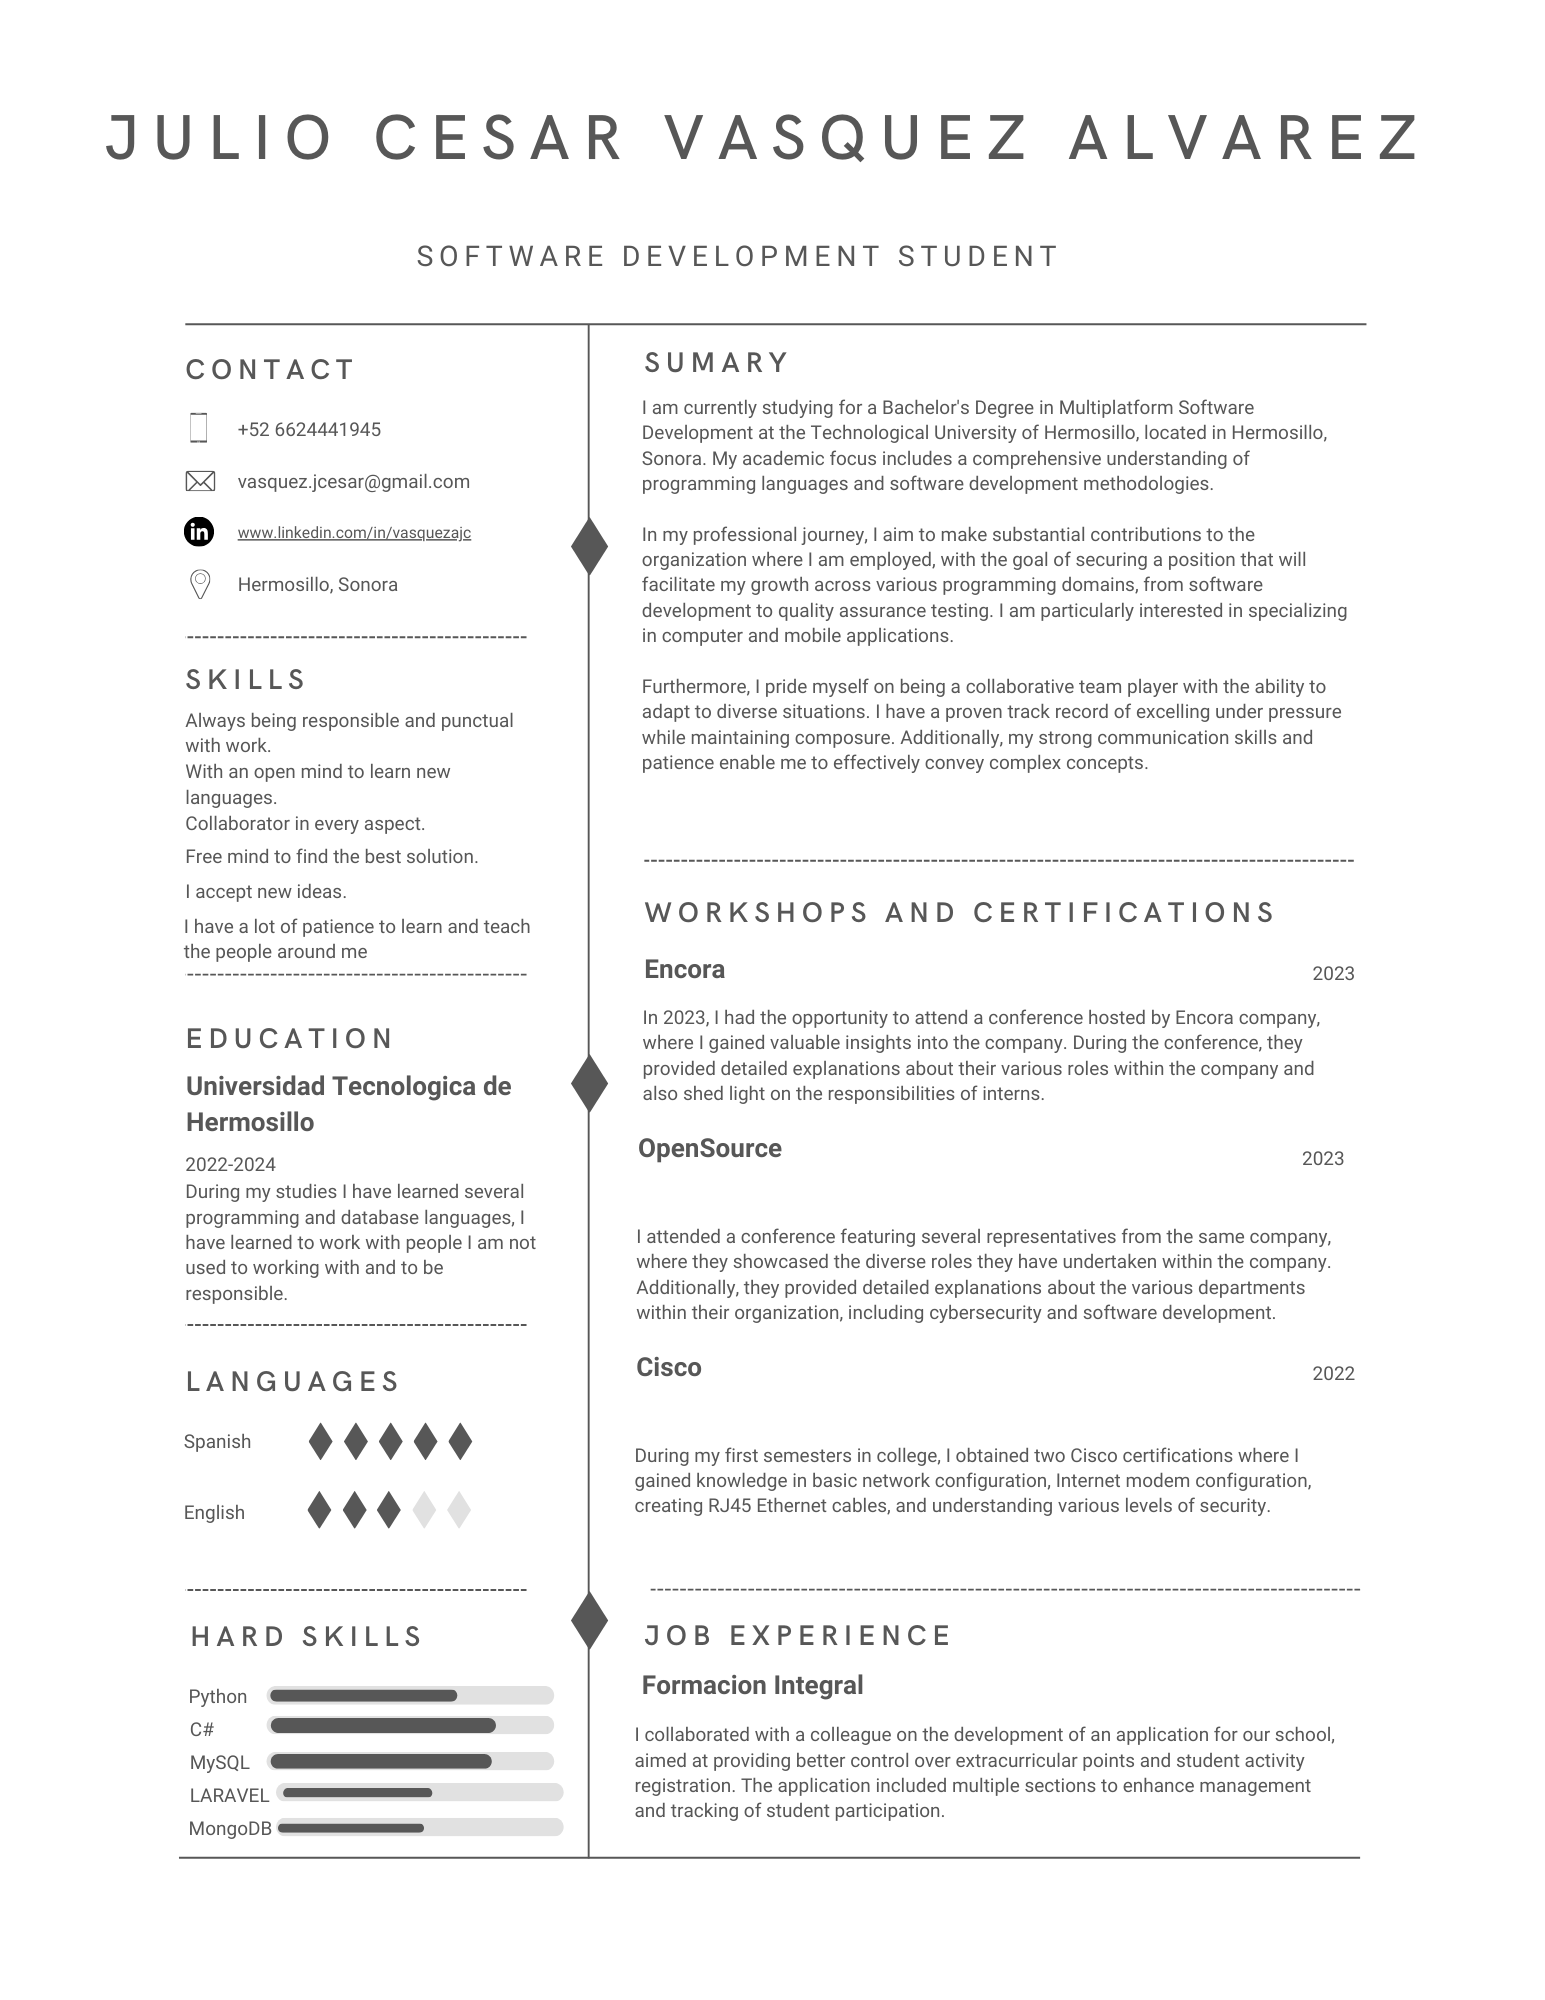 JULIO CESAR VASQUEZ ALVAREZ
SOFTWARE DEVELOPMENT STUDENT
CONTACT
+52 6624441945
vasquez.jcesar@gmail.com
www.linkedin.com/in/vasquezajc
Hermosillo, Sonora
SKILLS
Always being responsible and punctual
with work.
With an open mind to learn new
languages.
Collaborator in every aspect.
Free mind to find the best solution.
I accept new ideas.
I have a lot of patience to learn and teach
the people around me
EDUCATION
Universidad Tecnologica de
Hermosillo
2022-2024
During my studies I have learned several
programming and database languages, I
have learned to work with people I am not
used to working with and to be
responsible.
LANGUAGES
Spanish
English
HARD SKILLS
Python
C#
MySQL
LARAVEL
MongoDB
SUMARY
I am currently studying for a Bachelor's Degree in Multiplatform Software
Development at the Technological University of Hermosillo, located in Hermosillo,
Sonora. My academic focus includes a comprehensive understanding of
programming languages and software development methodologies.
In my professional journey, I aim to make substantial contributions to the
organization where I am employed, with the goal of securing a position that will
facilitate my growth across various programming domains, from software
development to quality assurance testing. I am particularly interested in specializing
in computer and mobile applications.
Furthermore, I pride myself on being a collaborative team player with the ability to
adapt to diverse situations. I have a proven track record of excelling under pressure
while maintaining composure. Additionally, my strong communication skills and
patience enable me to effectively convey complex concepts.
WORKSHOPS AND CERTIFICATIONS
Encora 2023
In 2023, I had the opportunity to attend a conference hosted by Encora company,
where I gained valuable insights into the company. During the conference, they
provided detailed explanations about their various roles within the company and
also shed light on the responsibilities of interns.
OpenSource 2023
I attended a conference featuring several representatives from the same company,
where they showcased the diverse roles they have undertaken within the company.
Additionally, they provided detailed explanations about the various departments
within their organization, including cybersecurity and software development.
Cisco 2022
During my first semesters in college, I obtained two Cisco certifications where I
gained knowledge in basic network configuration, Internet modem configuration,
creating RJ45 Ethernet cables, and understanding various levels of security.
JOB EXPERIENCE
Formacion Integral
I collaborated with a colleague on the development of an application for our school,
aimed at providing better control over extracurricular points and student activity
registration. The application included multiple sections to enhance management
and tracking of student participation.